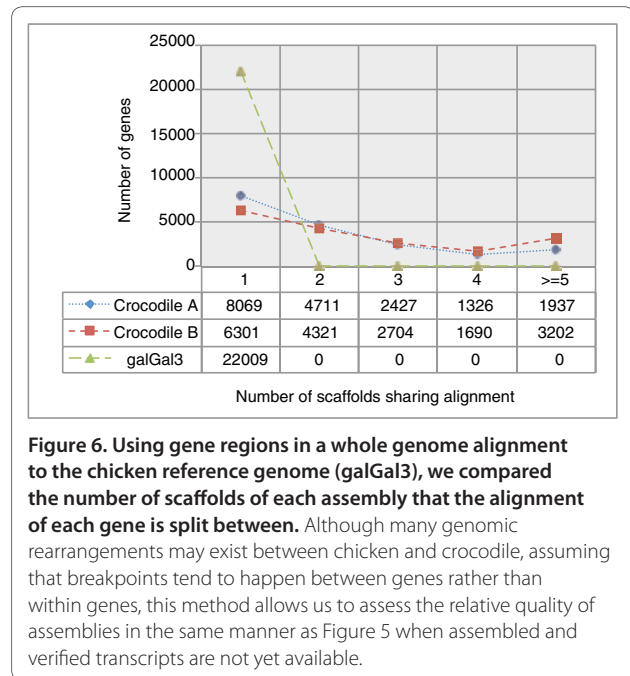 25000
20000
15000
10000
5000
0
Number of genes
1 2 3 4 >=5
Crocodile A 8069 4711 2427 1326 1937
Crocodile B 6301 4321 2704 1690 3202
galGal3 22009 0 0 0 0
Number of scaffolds sharing alignment
Figure 6. Using gene regions in a whole genome alignment
to the chicken reference genome (galGal3), we compared
the number of scaffolds of each assembly that the alignment
of each gene is split between. Although many genomic
rearrangements may exist between chicken and crocodile, assuming
that breakpoints tend to happen between genes rather than
within genes, this method allows us to assess the relative quality of
assemblies in the same manner as Figure 5 when assembled and
verified transcripts are not yet available.